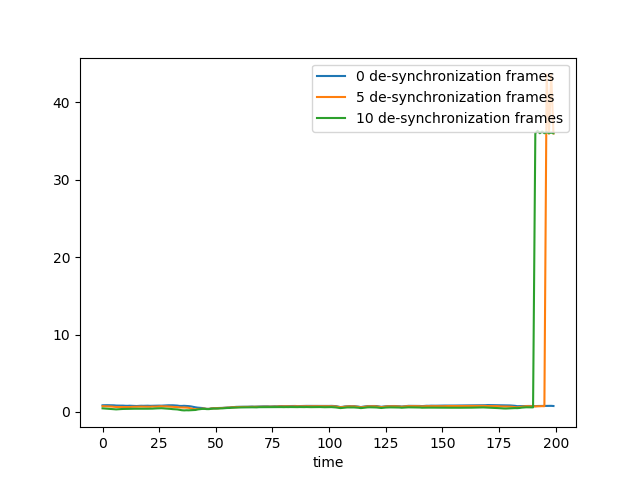 0 de-synchronization frames
5 de-synchronization frames
10 de-synchronization frames
40
30
20
10
0
0 25 50 75 100 125 150 175 200
time